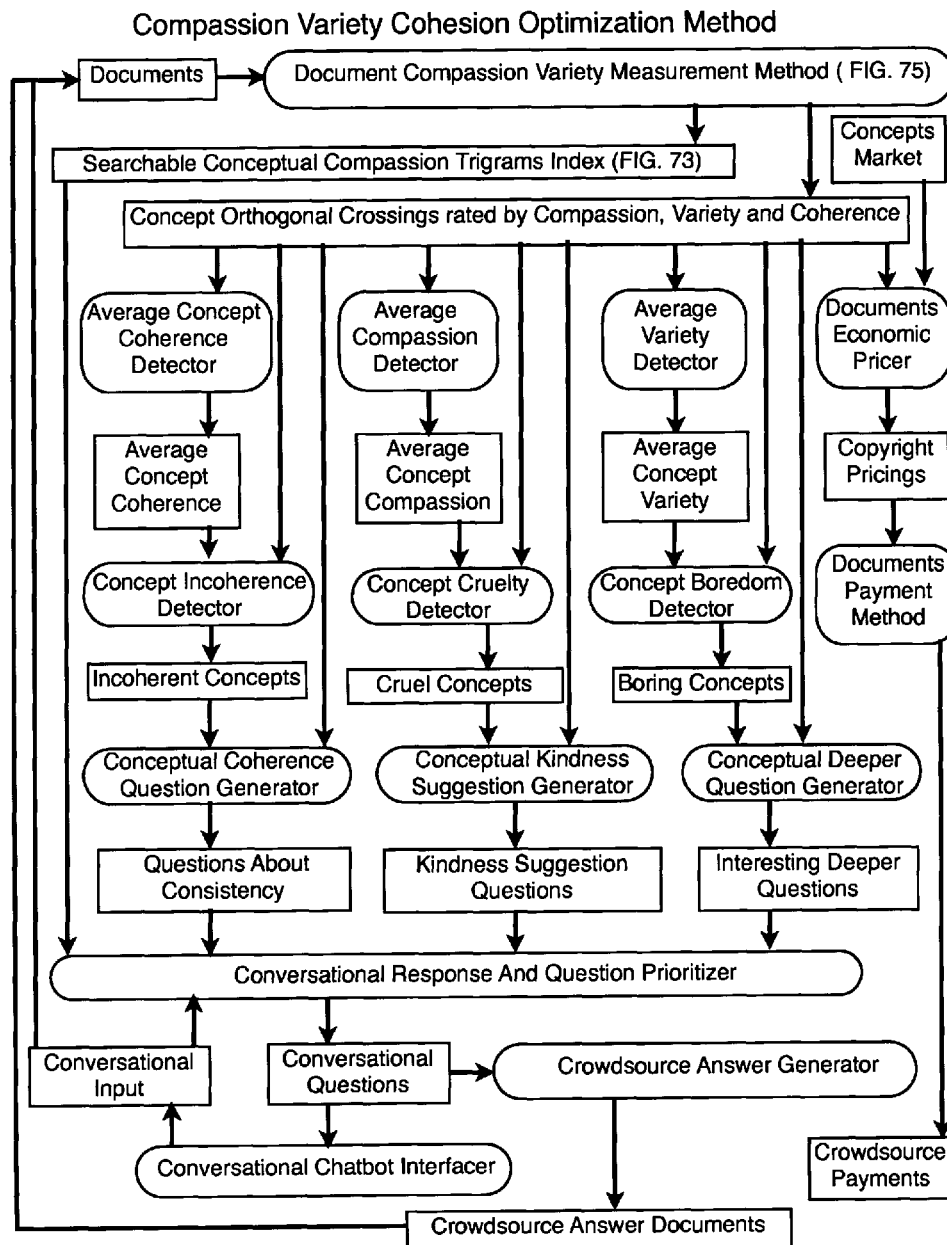 Compassion Variety Cohesion Optimization Method
Documents
Document Compassion Variety Measurement Method ( FIG. 75)
Searchable Conceptual Compassion Trigrams Index (FIG. 73)
Concepts
Market
Concept Orthogonal Crossings rated by Compassion, Variety and Coherence
Average Concept
Coherence
Detector
Average
Compassion
Detector
Average
Variety
Detector
Documents
Economic
Pricer
Average
Concept
Coherence
Average
Concept
Compassion
Average
Concept
Variety
Copyright
Pricings
Concept Incoherence
Detector
Concept Cruelty
Detector
Concept Boredom
Detector
Documents
Payment
Method
Incoherent Concepts
Cruel Concepts
Boring Concepts
Conceptual Coherence
Question Generator
Conceptual Kindness
Suggestion Generator
Conceptual Deeper
Question Generator
Questions About
Consistency
Kindness Suggestion
Questions
Interesting Deeper
Questions
Conversational Response And Question Prioritizer
Conversational
Input
Conversational
Questions
Crowdsource Answer Generator
Conversational Chatbot Interfacer
Crowdsource
Payments
Crowdsource Answer Documents